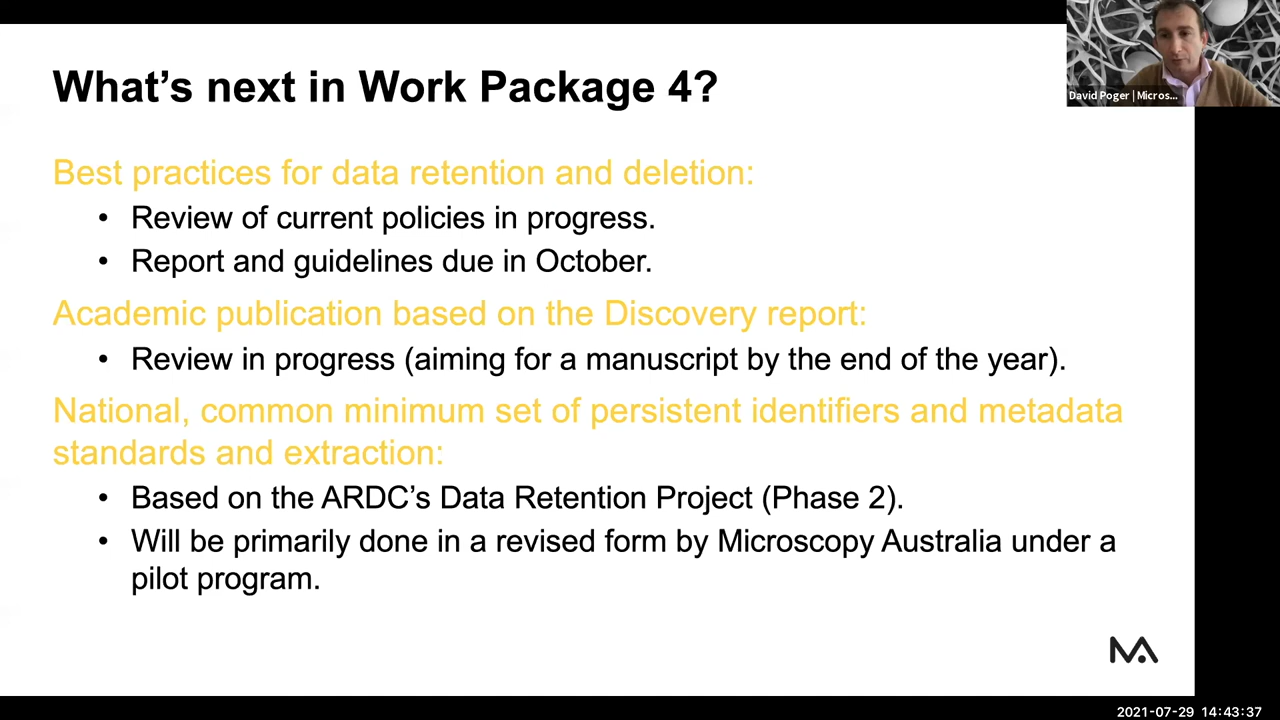 What's next in Work Package 4?
David Poger | Micros...
Best practices for data retention and deletion:
• Review of current policies in progress.
• Report and guidelines due in October.
Academic publication based on the Discovery report:
• Review in progress (aiming for a manuscript by the end of the year).
National, common minimum set of persistent identifiers and metadata
standards and extraction:
• Based on the ARDC's Data Retention Project (Phase 2).
• Will be primarily done in a revised form by Microscopy Australia under a
pilot program.
MA
2021-07-29 14:43:37